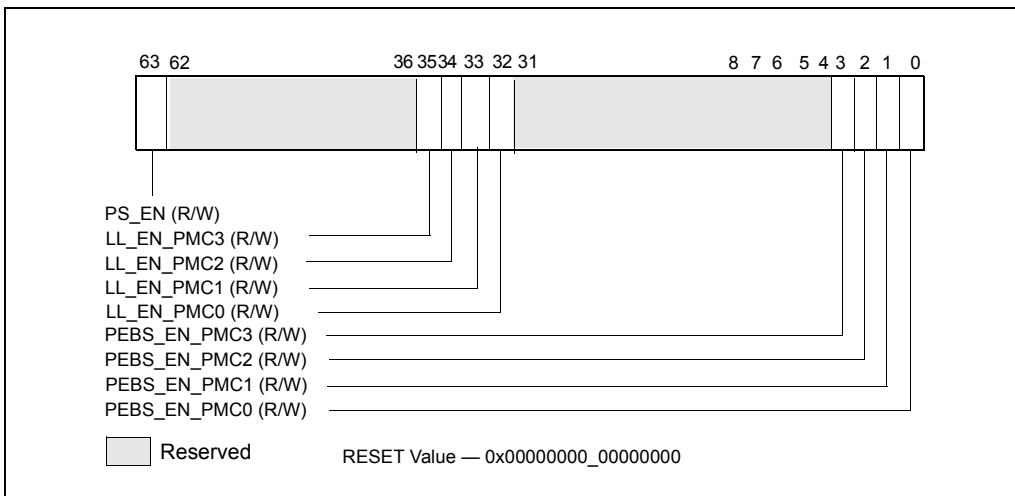 63 62 36 35 34 33 32 31 8 7 6 5 4 3 2 1 0
PS_EN (R/W)
LL_EN_PMC3 (R/W)
LL_EN_PMC2 (R/W)
LL_EN_PMC1 (R/W)
LL_EN_PMC0 (R/W)
PEBS_EN_PMC3 (R/W)
PEBS_EN_PMC2 (R/W)
PEBS_EN_PMC1 (R/W)
PEBS_EN_PMC0 (R/W)
Reserved RESET Value — 0x00000000_00000000